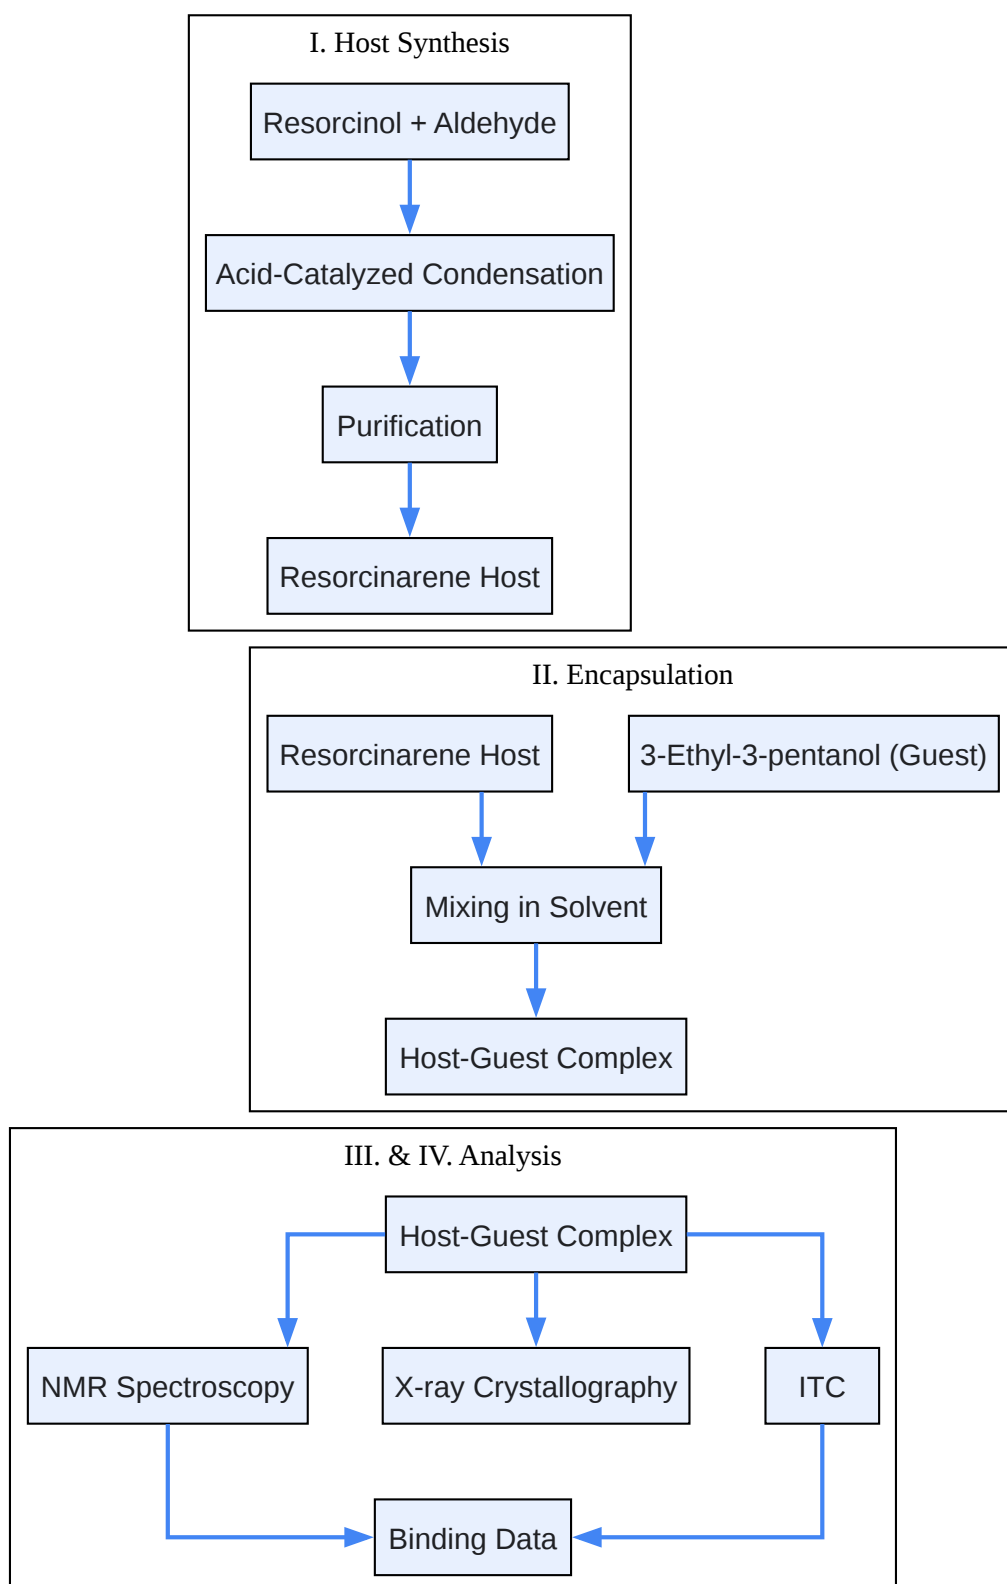 I. Host Synthesis
Resorcinol + Aldehyde
Acid-Catalyzed Condensation
Purification
Resorcinarene Host
II. Encapsulation
Resorcinarene Host
3-Ethyl-3-pentanol (Guest)
Mixing in Solvent
Host-Guest Complex
III. & IV. Analysis
Host-Guest Complex
NMR Spectroscopy
X-ray Crystallography
ITC
Binding Data